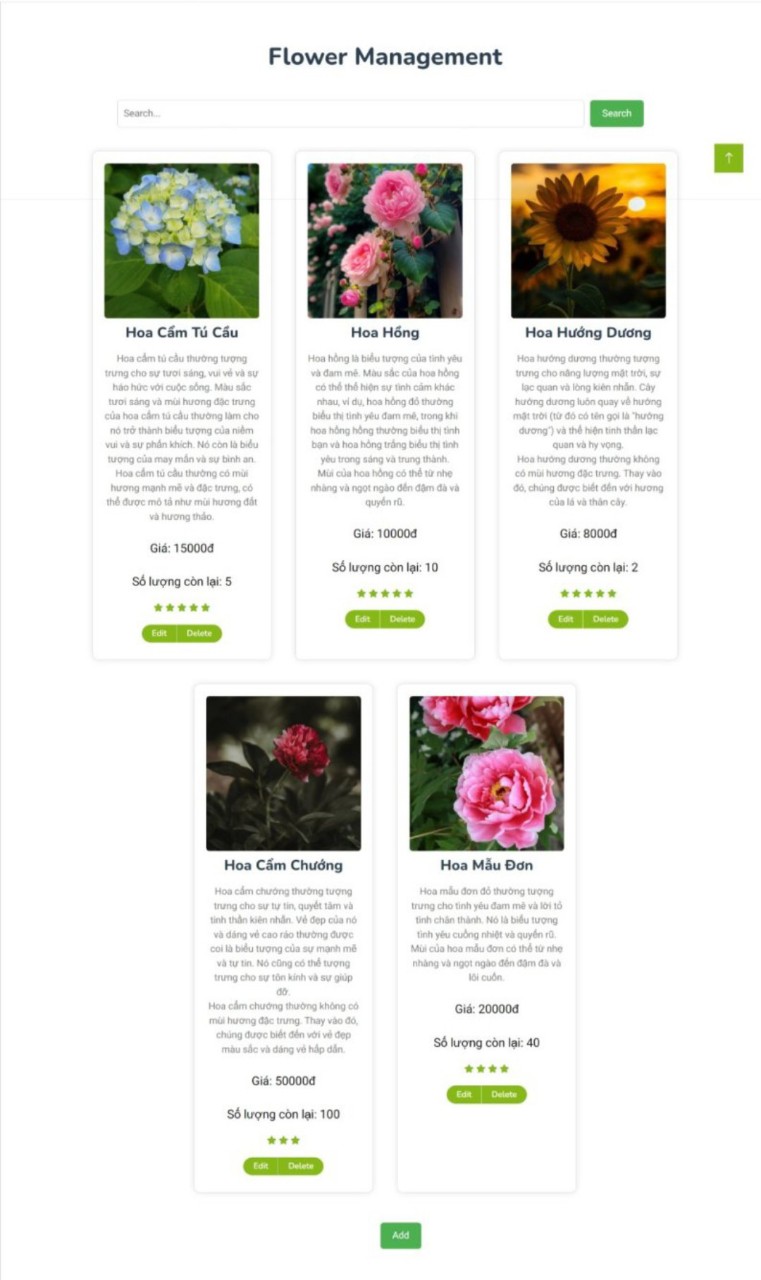 Flower Management
Search...
Search
Hoa Cẩm Tú Cầu
Hoa cẩm tú cầu thường tượng
trưng cho sự tươi sáng, vui vẻ và sự
háo hức với cuộc sống. Màu sắc
tươi sáng và mùi hương đặc trưng
của hoa cẩm tú cầu thường làm cho
nó trở thành biểu tượng của niềm
vui và sự phấn khích. Nó còn là biểu
tượng của may mắn và sự bình an.
Hoa cẩm tú cầu thường có mùi
hương mạnh mẽ và đặc trưng, có
thể được mô tả như mùi hương đất
và hương thảo.
Giá: 15000đ
Số lượng còn lại: 5
Edit
Delete
Hoa Hồng
Hoa hồng là biểu tượng của tình yêu
và đam mê. Màu sắc của hoa hồng
có thể thể hiện sự tình cảm khác
nhau, ví dụ, hoa hồng đỏ thường
biểu thị tình yêu đam mê, trong khi
hoa hồng hồng thường biểu thị tình
bạn và hoa hồng trắng biểu thị tình
yêu trong sáng và trung thành.
Mùi của hoa hồng có thể từ nhẹ
nhàng và ngọt ngào đến đậm đà và
quyến rũ.
Giá: 10000đ
Số lượng còn lại: 10
Edit
Delete
Hoa Hướng Dương
Hoa hướng dương thường tượng
trưng cho năng lượng mặt trời, sự
lạc quan và lòng kiên nhẫn. Cây
hướng dương luôn quay về hướng
mặt trời (từ đó có tên gọi là "hướng
dương") và thể hiện tinh thần lạc
quan và hy vọng.
Hoa hướng dương thường không
có mùi hương đặc trưng. Thay vào
đó, chúng được biết đến với hương
của lá và thân cây.
Giá: 8000đ
Số lượng còn lại: 2
Edit
Delete
Hoa Cẩm Chướng
Hoa cẩm chướng thường tượng
trưng cho sự tự tin, quyết tâm và
tinh thần kiên nhẫn. Vẻ đẹp của nó
và dáng vẻ cao ráo thường được
coi là biểu tượng của sự mạnh mẽ
và tự tin. Nó cũng có thể tượng
trưng cho sự tôn kính và sự giúp
đỡ.
Hoa cẩm chướng thường không có
mùi hương đặc trưng. Thay vào đó,
chúng được biết đến với vẻ đẹp
màu sắc và dáng vẻ hấp dẫn.
Giá: 50000đ
Số lượng còn lại: 100
Edit
Delete
Hoa Mẫu Đơn
Hoa mẫu đơn đỏ thường tượng
trưng cho tình yêu đam mê và lời tỏ
tình chân thành. Nó là biểu tượng
tình yêu cuồng nhiệt và quyến rũ.
Mùi của hoa mẫu đơn có thể từ nhẹ
nhàng và ngọt ngào đến đậm đà và
lôi cuốn.
Giá: 20000đ
Số lượng còn lại: 40
Edit
Delete
Add